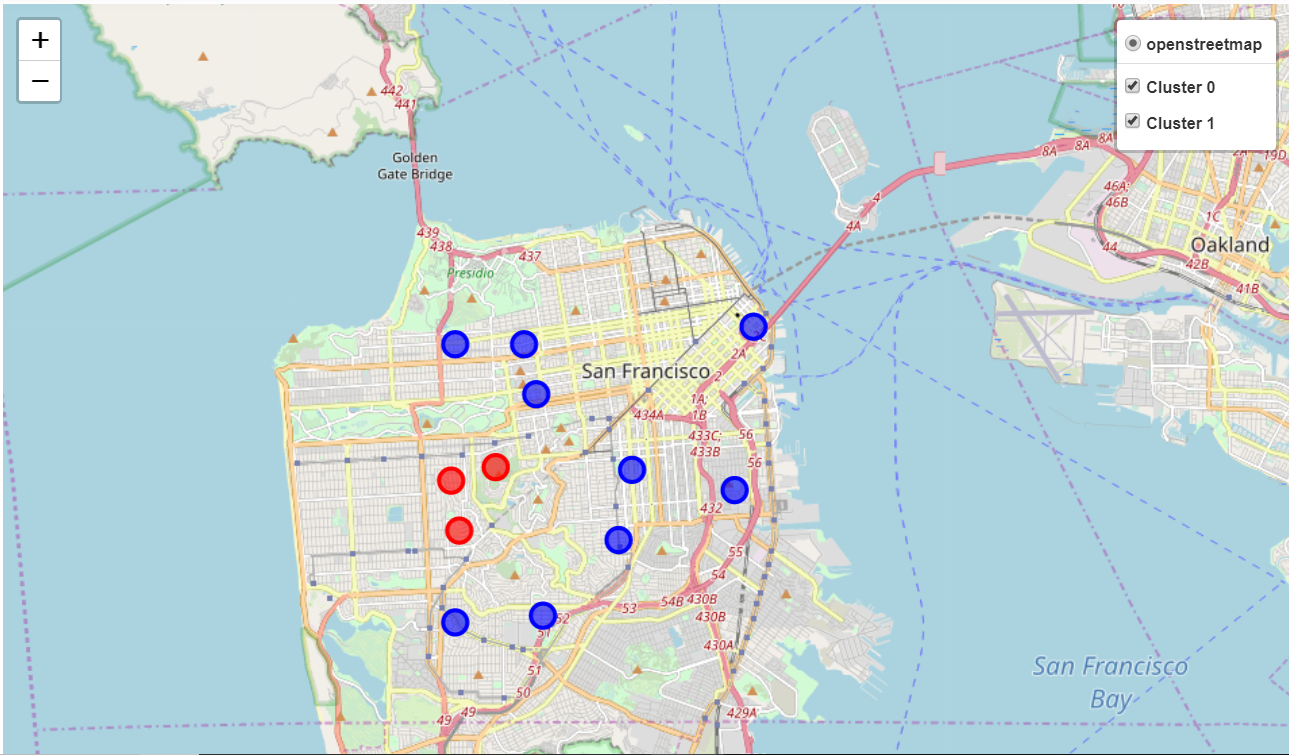 +
−
openstreetmap
Cluster 0
Cluster 1
442
441
8A
8A
8A
2A
19D
Golden
Gate Bridge
46A;
46B
4
1C
4A
439
438
437
44
Oakland
Presidio
42B
41B
2A
San Francisco
2
1A
1B
434A
433C;
433B
56
56
432
55
54
54B
430B
53
52
51
430B
430A
51
50
49
49
429A
San Francisco
Bay